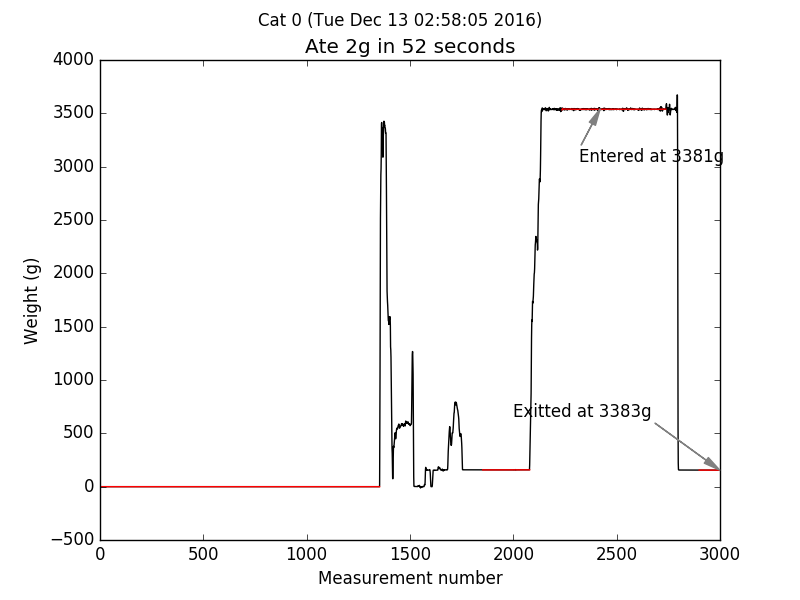 Cat 0 (Tue Dec 13 02:58:05 2016)
Ate 2g in 52 seconds
4000
3500
3000
2500
2000
1500
1000
500
0
−500
Weight (g)
Entered at 3381g
Exitted at 3383g
0 500 1000 1500 2000 2500 3000
Measurement number